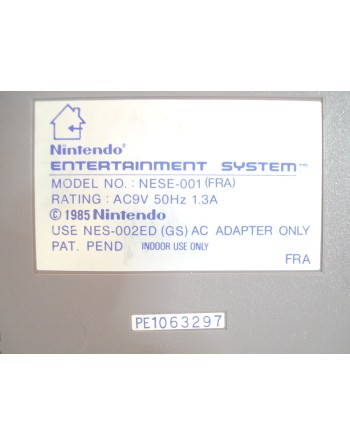 Nintendo®
ENTERTAINMENT SYSTEM™
MODEL NO.: NESE-001(FRA)
RATING: AC9V 50Hz 1.3A
© 1985 Nintendo
USE NES-002ED (GS) AC ADAPTER ONLY
PAT. PEND INDOOR USE ONLY
FRA
PE1063297